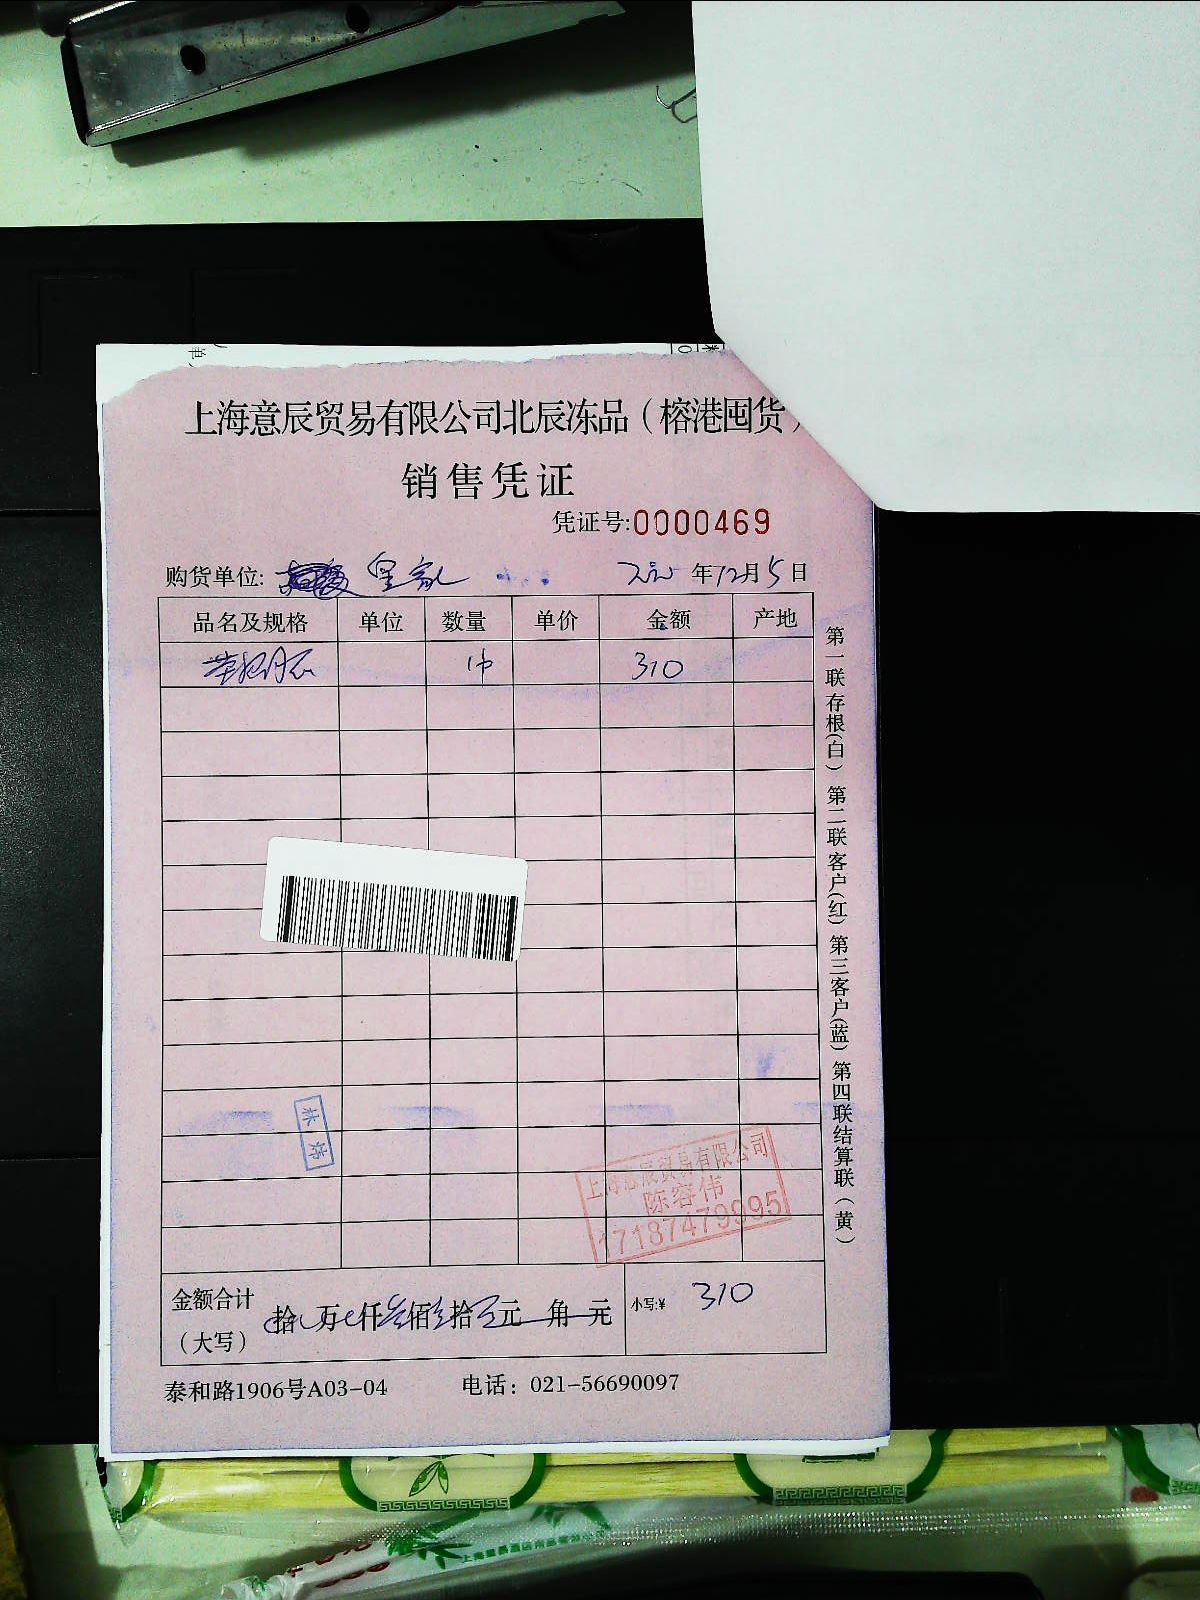 上海意辰贸易有限公司北辰冻品（榕港囤货）
销售凭证
凭证号:0000469
购货单位: 皇家 年12月5日
品名及规格 单位 数量 单价 金额 产地
1件 310
第一联存根(白) 第二联客户(红) 第三客户(蓝) 第四联结算联（黄）
林炜
上海意辰贸易有限公司
陈容伟
17187479995
金额合计（大写） 拾 万 仟 佰 拾 元 角 元 小写:¥ 310
泰和路1906号A03-04 电话：021-56690097